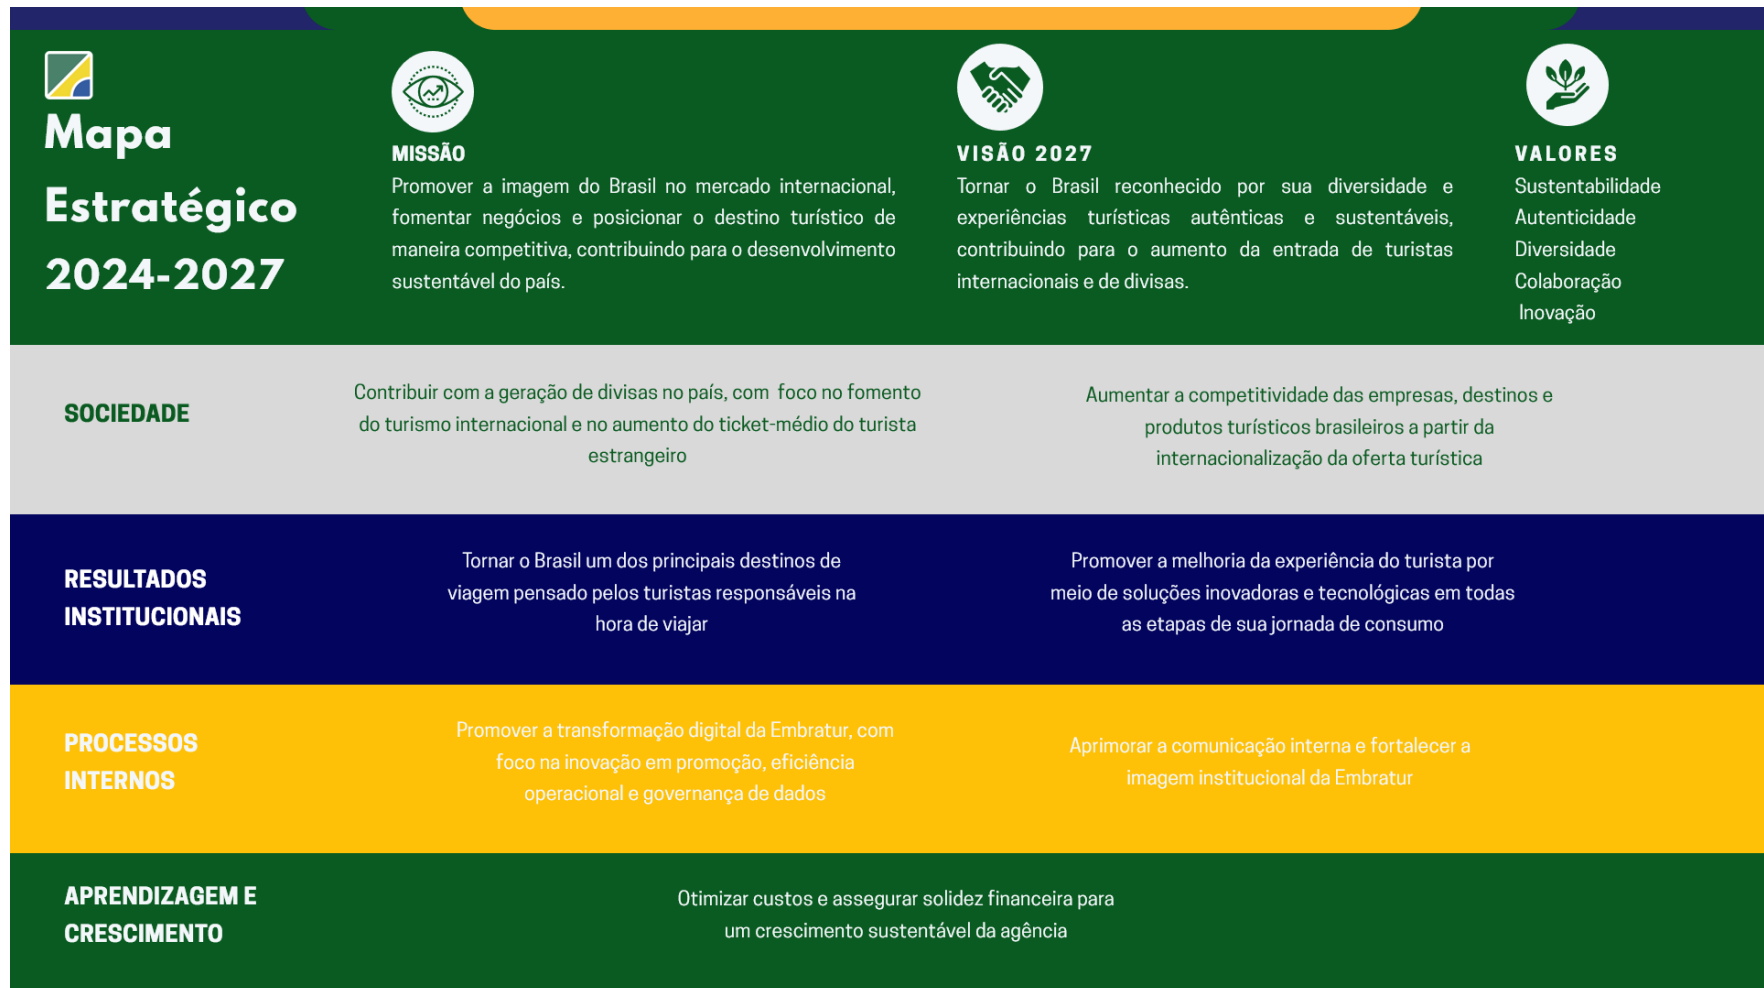 Mapa
Estratégico
2024-2027
MISSÃO
Promover a imagem do Brasil no mercado internacional,
fomentar negócios e posicionar o destino turístico de
maneira competitiva, contribuindo para o desenvolvimento
sustentável do país.
VISÃO 2027
Tornar o Brasil reconhecido por sua diversidade e
experiências turísticas autênticas e sustentáveis,
contribuindo para o aumento da entrada de turistas
internacionais e de divisas.
VALORES
Sustentabilidade
Autenticidade
Diversidade
Colaboração
Inovação
SOCIEDADE
Contribuir com a geração de divisas no país, com foco no fomento
do turismo internacional e no aumento do ticket-médio do turista
estrangeiro
Aumentar a competitividade das empresas, destinos e
produtos turísticos brasileiros a partir da
internacionalização da oferta turística
RESULTADOS
INSTITUCIONAIS
Tornar o Brasil um dos principais destinos de
viagem pensado pelos turistas responsáveis na
hora de viajar
Promover a melhoria da experiência do turista por
meio de soluções inovadoras e tecnológicas em todas
as etapas de sua jornada de consumo
PROCESSOS
INTERNOS
Promover a transformação digital da Embratur, com
foco na inovação em promoção, eficiência
operacional e governança de dados
Aprimorar a comunicação interna e fortalecer a
imagem institucional da Embratur
APRENDIZAGEM E
CRESCIMENTO
Otimizar custos e assegurar solidez financeira para
um crescimento sustentável da agência